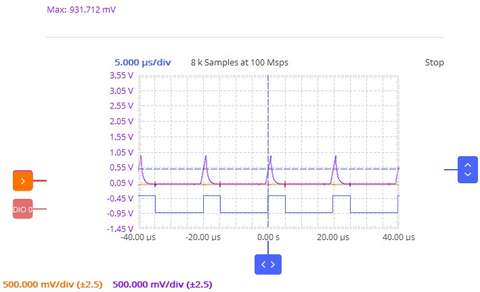 Max: 931.712 mV
5.000 µs/div 8 k Samples at 100 Msps Stop
3.55 V
3.05 V
2.55 V
2.05 V
1.55 V
1.05 V
0.55 V
0.05 V
-0.45 V
-0.95 V
-1.45 V
DIO 0
-40.00 µs -20.00 µs 0.00 s 20.00 µs 40.00 µs
500.000 mV/div (±2.5) 500.000 mV/div (±2.5)